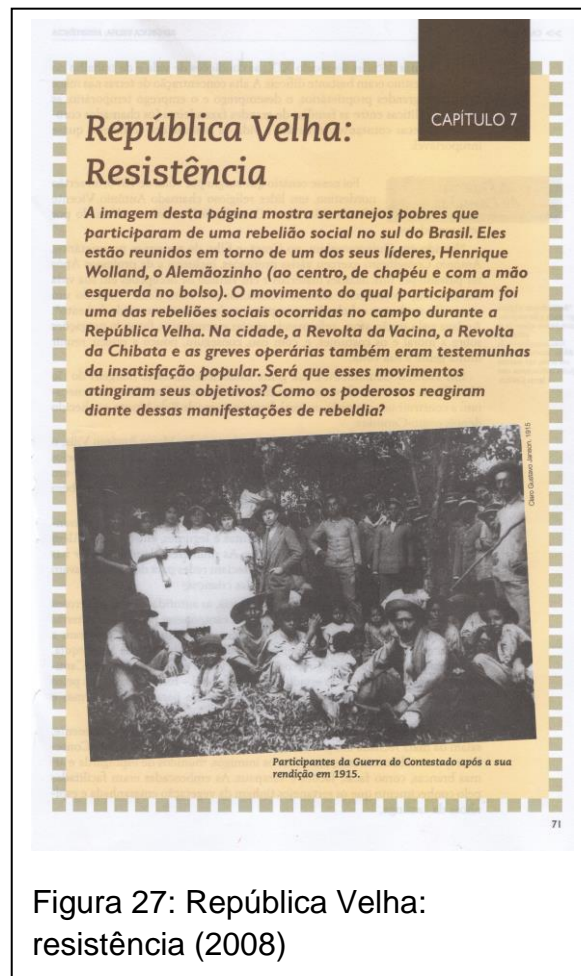 CAPÍTULO 7
República Velha:
Resistência
A imagem desta página mostra sertanejos pobres que
participaram de uma rebelião social no sul do Brasil. Eles
estão reunidos em torno de um dos seus líderes, Henrique
Wolland, o Alemãozinho (ao centro, de chapéu e com a mão
esquerda no bolso). O movimento do qual participaram foi
uma das rebeliões sociais ocorridas no campo durante a
República Velha. Na cidade, a Revolta da Vacina, a Revolta
da Chibata e as greves operárias também eram testemunhas
da insatisfação popular. Será que esses movimentos
atingiram seus objetivos? Como os poderosos reagiram
diante dessas manifestações de rebeldia?
Claro Gustavo Janson. 1915
Participantes da Guerra do Contestado após a sua
rendição em 1915.
71
Figura 27: República Velha:
resistência (2008)